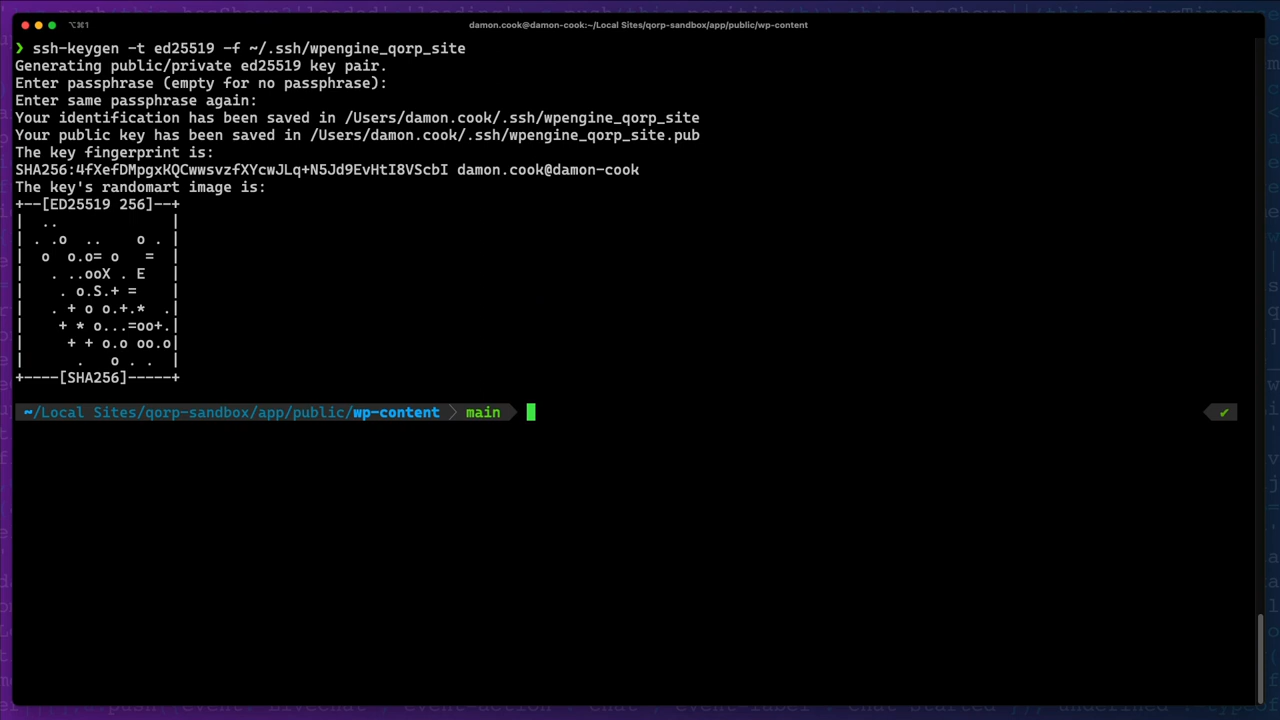 ⌥⌘1
damon.cook@damon-cook:~/Local Sites/qorp-sandbox/app/public/wp-content
❯ ssh-keygen -t ed25519 -f ~/.ssh/wpengine_qorp_site
Generating public/private ed25519 key pair.
Enter passphrase (empty for no passphrase):
Enter same passphrase again:
Your identification has been saved in /Users/damon.cook/.ssh/wpengine_qorp_site
Your public key has been saved in /Users/damon.cook/.ssh/wpengine_qorp_site.pub
The key fingerprint is:
SHA256:4fXefDMpgxKQCwwsvzfXYcwJLq+N5Jd9EvHtI8VScbI damon.cook@damon-cook
The key's randomart image is:
+--[ED25519 256]--+
|  ..             |
| . .o  ..    o . |
|  o  o.o= o   =  |
|   . ..ooX . E   |
|    . o.S.+ =    |
|   . + o o.+.*  .|
|    + * o...=oo+.|
|     + + o.o oo.o|
|      .   o . .  |
+----[SHA256]-----+
~/Local Sites/qorp-sandbox/app/public/wp-content main ✔